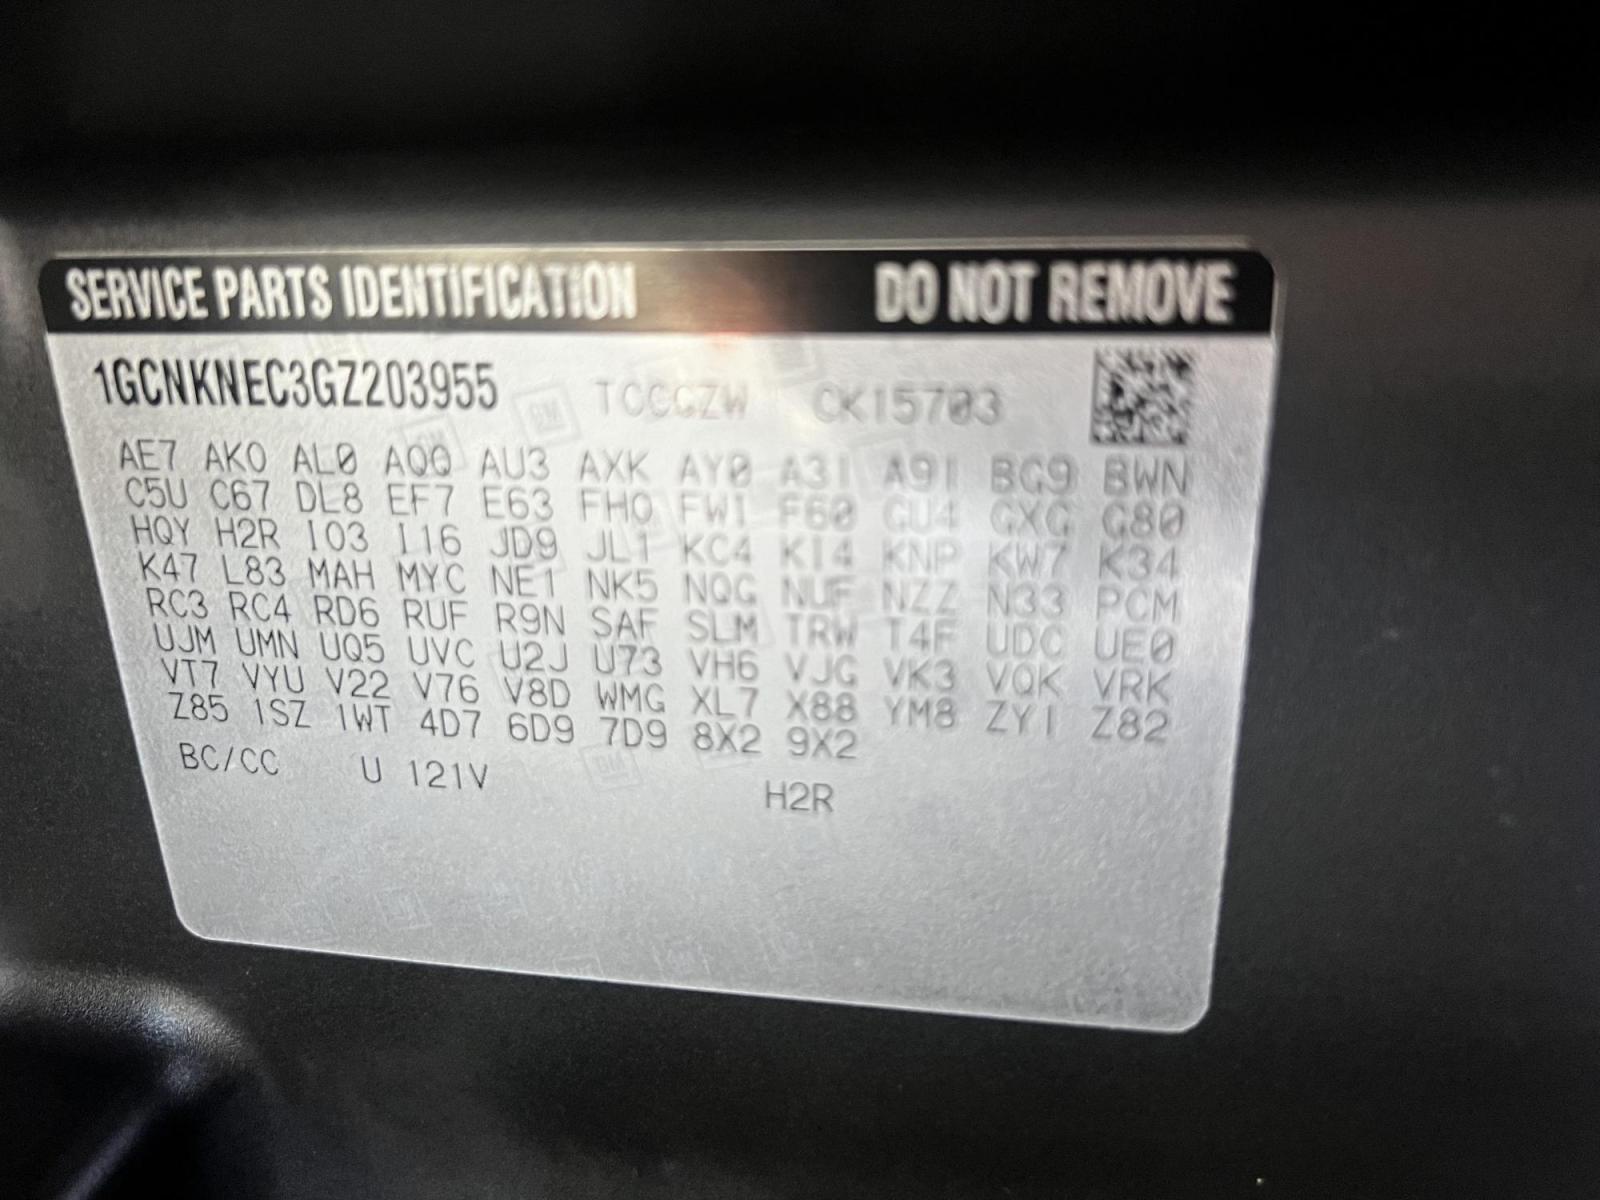 SERVICE PARTS IDENTIFICATION DO NOT REMOVE
1GCNKNEC3GZ203955 TCCGZW CK15703
AE7 AK0 AL0 AQQ AU3 AXK AY0 A31 A91 BG9 BWN
C5U C67 DL8 EF7 E63 FHO FW1 F60 GU4 GXG G80
HQY H2R IO3 I16 JD9 JL1 KC4 KI4 KNP KW7 K34
K47 L83 MAH MYC NE1 NK5 NQG NUF NZZ N33 PCM
RC3 RC4 RD6 RUF R9N SAF SLM TRW T4F UDC UE0
UJM UMN UQ5 UVC U2J U73 VH6 VJG VK3 VQK VRK
VT7 VYU V22 V76 V8D WMG XL7 X88 YM8 ZY1 Z82
Z85 1SZ 1WT 4D7 6D9 7D9 8X2 9X2
BC/CC U 121V H2R